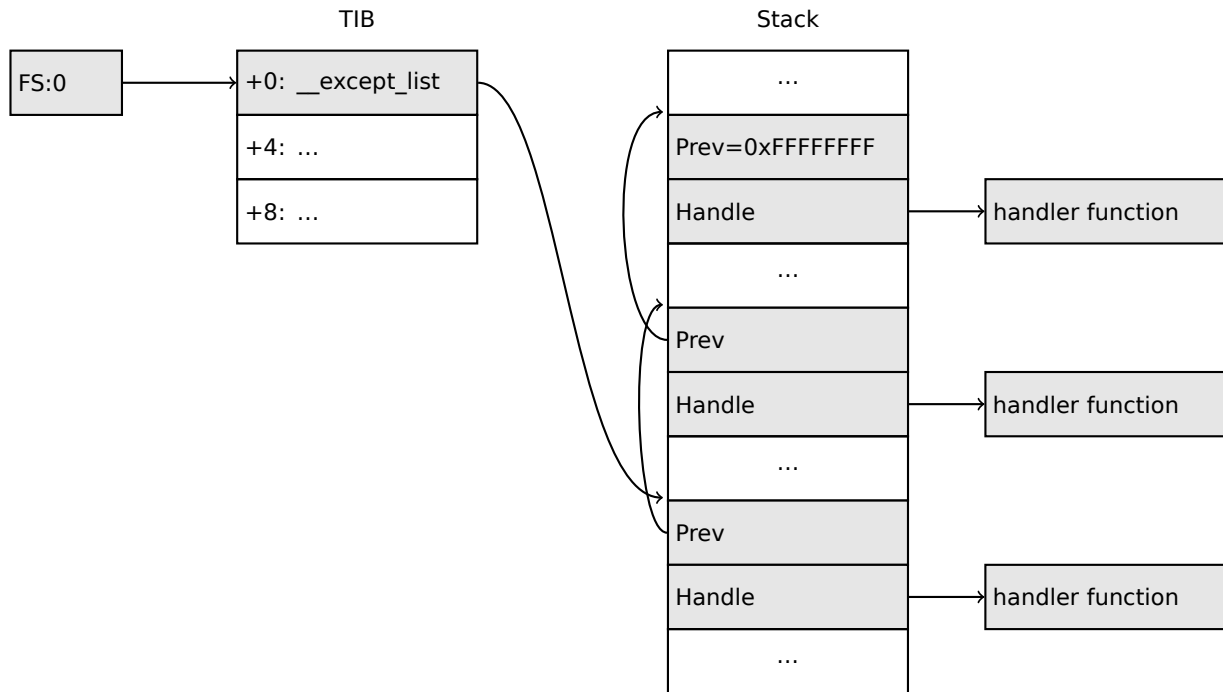 TIB
Stack
FS:0
+0: __except_list
+4: ...
+8: ...
...
Prev=0xFFFFFFFF
Handle
handler function
...
Prev
Handle
handler function
...
Prev
Handle
handler function
...